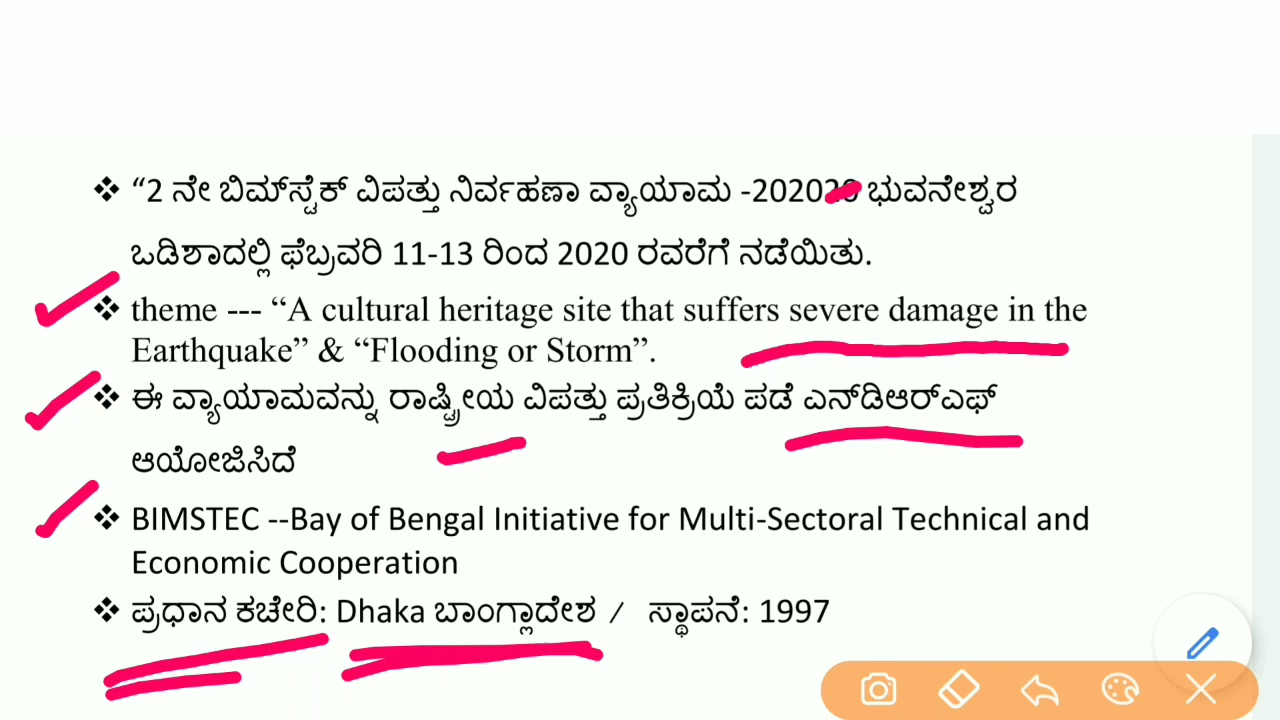 ❖ “2 ನೇ ಬಿಮ್‌ಸ್ಟೆಕ್ ವಿಪತ್ತು ನಿರ್ವಹಣಾ ವ್ಯಾಯಾಮ -2020 ಭುವನೇಶ್ವರ
ಒಡಿಶಾದಲ್ಲಿ ಫೆಬ್ರವರಿ 11-13 ರಿಂದ 2020 ರವರೆಗೆ ನಡೆಯಿತು.
❖ theme --- “A cultural heritage site that suffers severe damage in the
Earthquake” & “Flooding or Storm”.
❖ ಈ ವ್ಯಾಯಾಮವನ್ನು ರಾಷ್ಟ್ರೀಯ ವಿಪತ್ತು ಪ್ರತಿಕ್ರಿಯೆ ಪಡೆ ಎನ್‌ಡಿಆರ್‌ಎಫ್
ಆಯೋಜಿಸಿದೆ
❖ BIMSTEC --Bay of Bengal Initiative for Multi-Sectoral Technical and
Economic Cooperation
❖ ಪ್ರಧಾನ ಕಚೇರಿ: Dhaka ಬಾಂಗ್ಲಾದೇಶ / ಸ್ಥಾಪನೆ: 1997